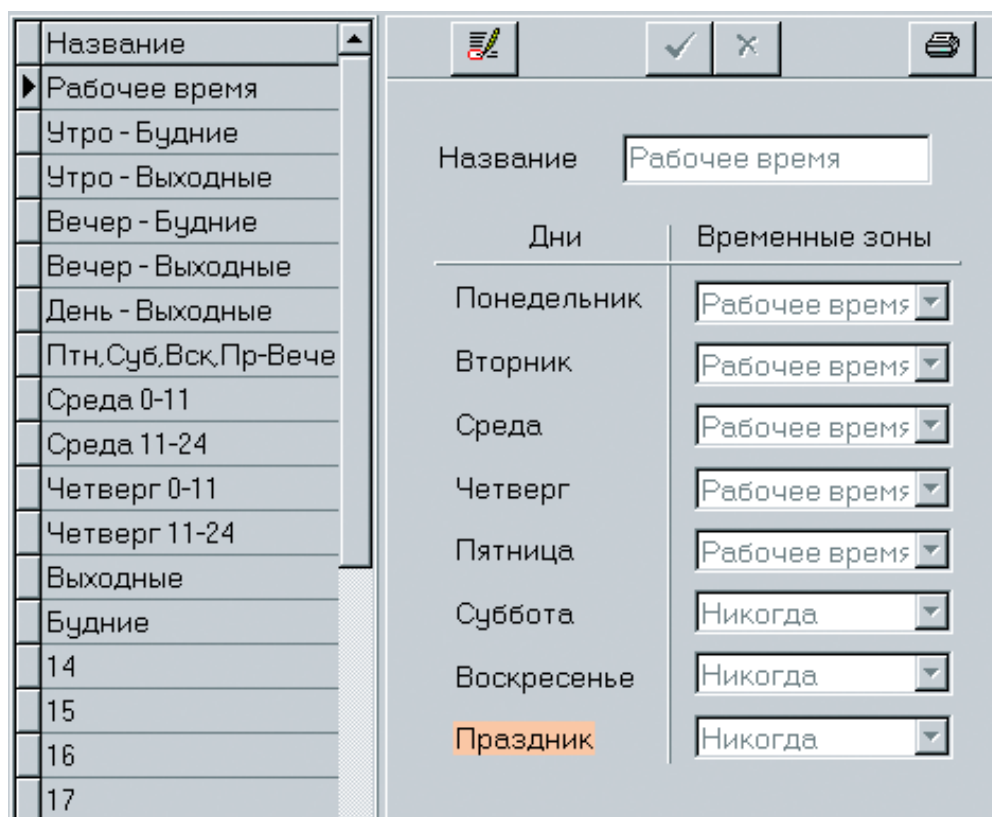 Название
Рабочее время
Утро - Будние
Утро - Выходные
Вечер - Будние
Вечер - Выходные
День - Выходные
Птн,Суб,Вск,Пр-Вече
Среда 0-11
Среда 11-24
Четверг 0-11
Четверг 11-24
Выходные
Будние
14
15
16
17
Название Рабочее время
Дни Временные зоны
Понедельник Рабочее время
Вторник Рабочее время
Среда Рабочее время
Четверг Рабочее время
Пятница Рабочее время
Суббота Никогда
Воскресенье Никогда
Праздник Никогда